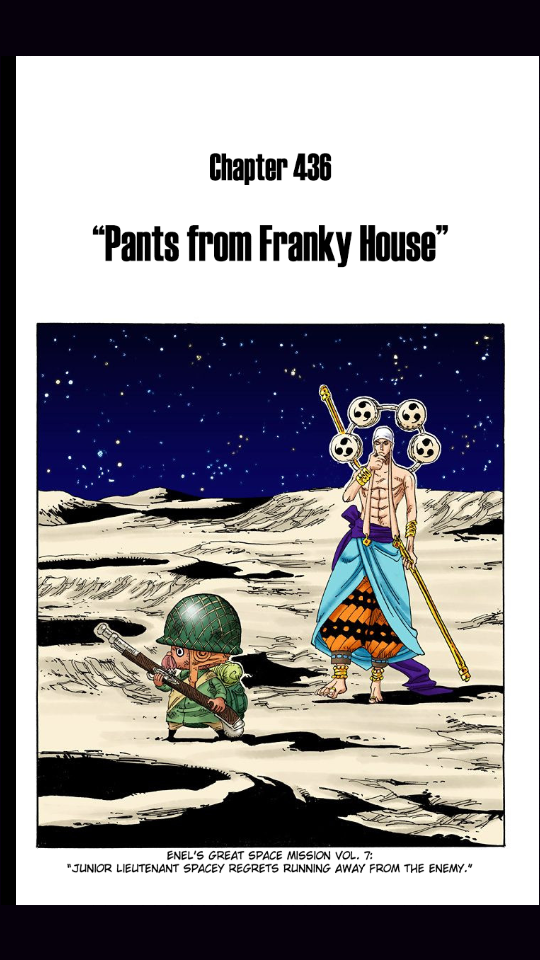 Chapter 436
“Pants from Franky House”
ENEL'S GREAT SPACE MISSION VOL. 7:
“JUNIOR LIEUTENANT SPACEY REGRETS RUNNING AWAY FROM THE ENEMY.”